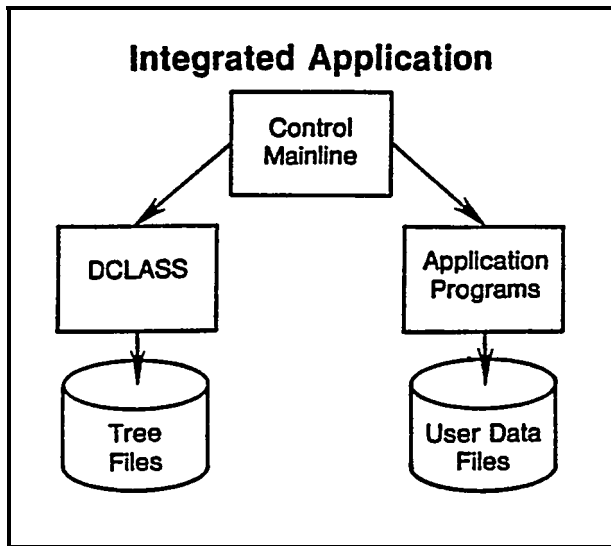 Integrated Application
Control
Mainline
DCLASS
Application
Programs
Tree
Files
User Data
Files